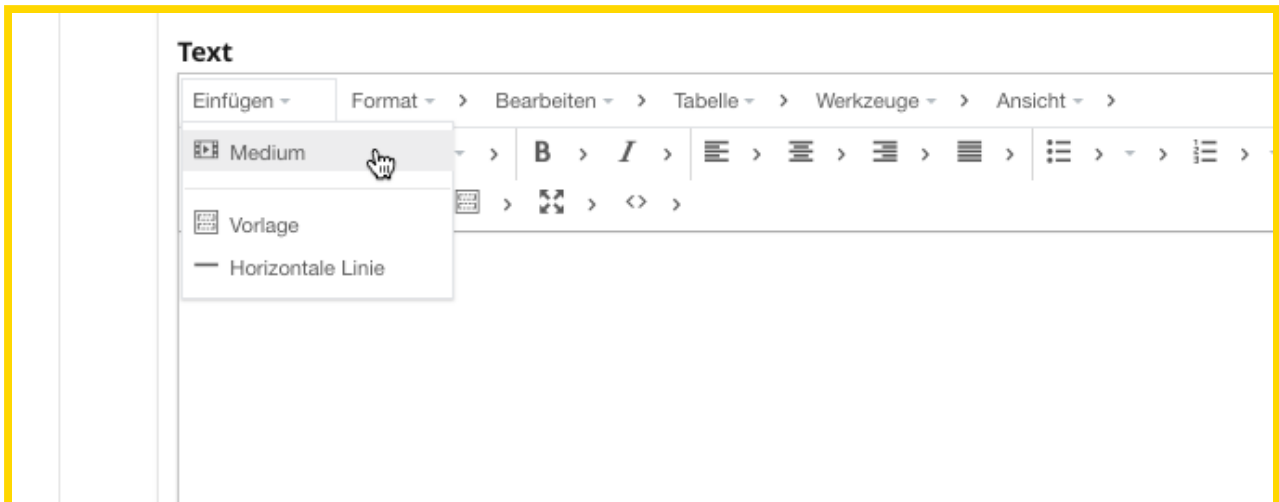 Text
Einfügen Format > Bearbeiten > Tabelle > Werkzeuge > Ansicht >
Medium > B > I > > > > > > > >
Vorlage > > <> >
Horizontale Linie